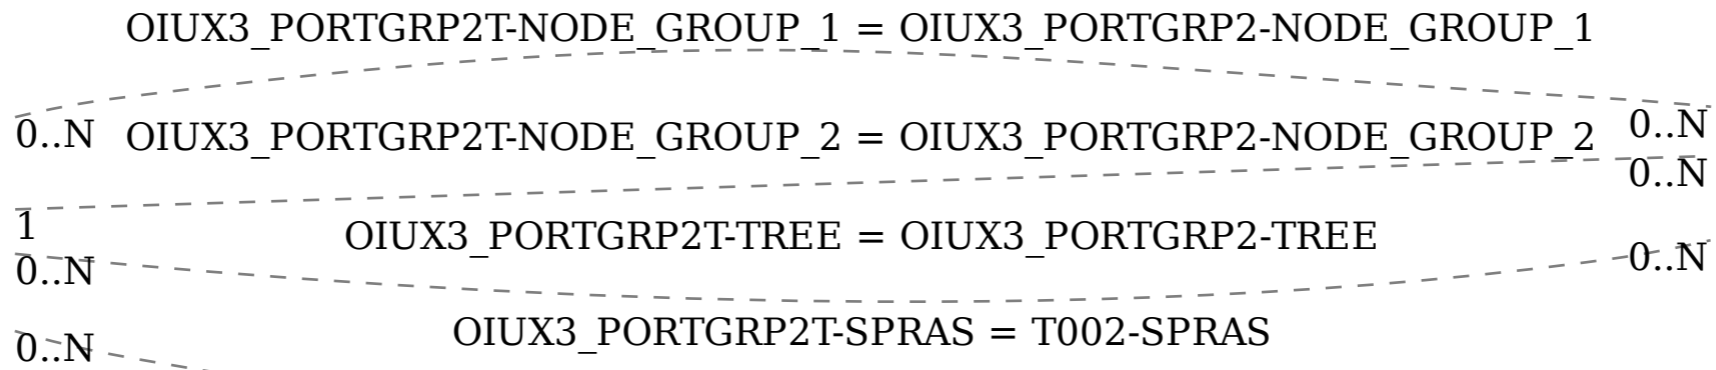 OIUX3_PORTGRP2T-NODE_GROUP_1 = OIUX3_PORTGRP2-NODE_GROUP_1
0..N OIUX3_PORTGRP2T-NODE_GROUP_2 = OIUX3_PORTGRP2-NODE_GROUP_2 0..N
0..N
1 OIUX3_PORTGRP2T-TREE = OIUX3_PORTGRP2-TREE
0..N 0..N
OIUX3_PORTGRP2T-SPRAS = T002-SPRAS
0..N